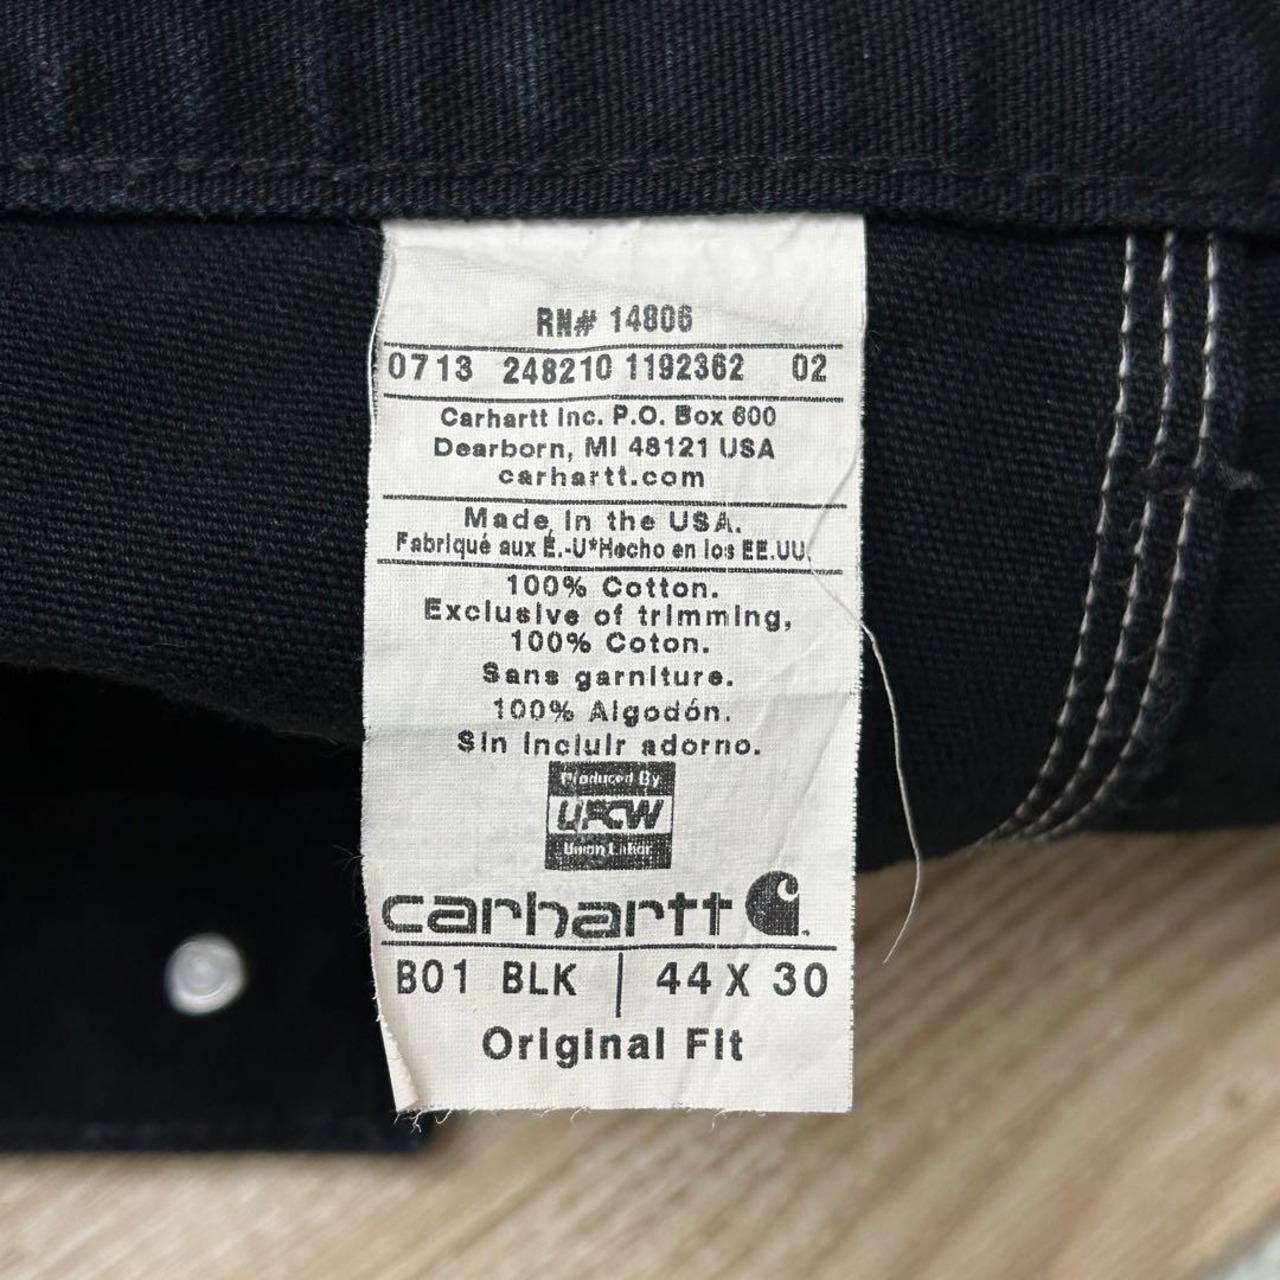 RN# 14806
0713 248210 1192362 02
Carhartt Inc. P.O. Box 600
Dearborn, MI 48121 USA
carhartt.com
Made in the USA.
Fabriqué aux É.-U*Hecho en los EE.UU.
100% Cotton.
Exclusive of trimming,
100% Coton.
Sans garniture.
100% Algodón.
Sin incluir adorno.
Produced By
UFCW
Union Labor
carhartt
B01 BLK | 44 X 30
Original Fit